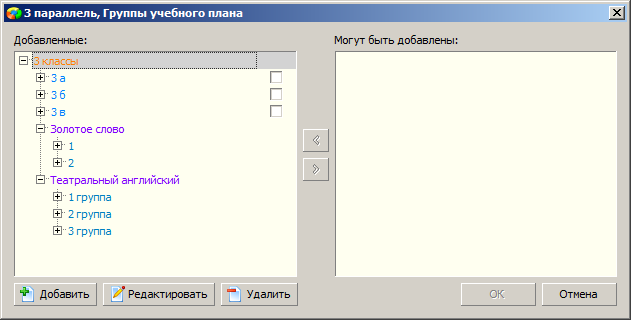 3 параллель, Группы учебного плана
Добавленные:
Могут быть добавлены:
3 классы
3 а
3 б
3 в
Золотое слово
1
2
Театральный английский
1 группа
2 группа
3 группа
Добавить
Редактировать
Удалить
OK
Отмена